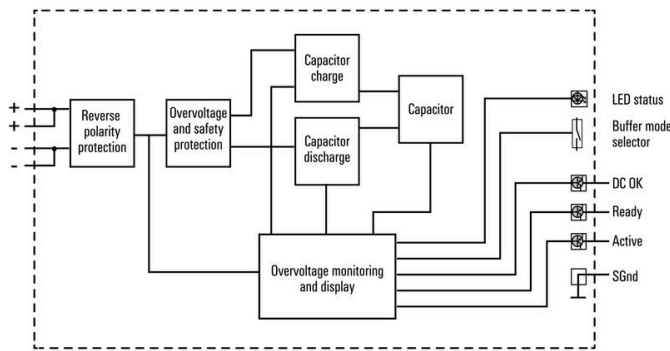 Capacitor
charge
LED status
+
+
-
-
Reverse
polarity
protection
Overvoltage
and safety
protection
Capacitor
Buffer mode
selector
Capacitor
discharge
DC OK
Ready
Active
Overvoltage monitoring
and display
SGnd